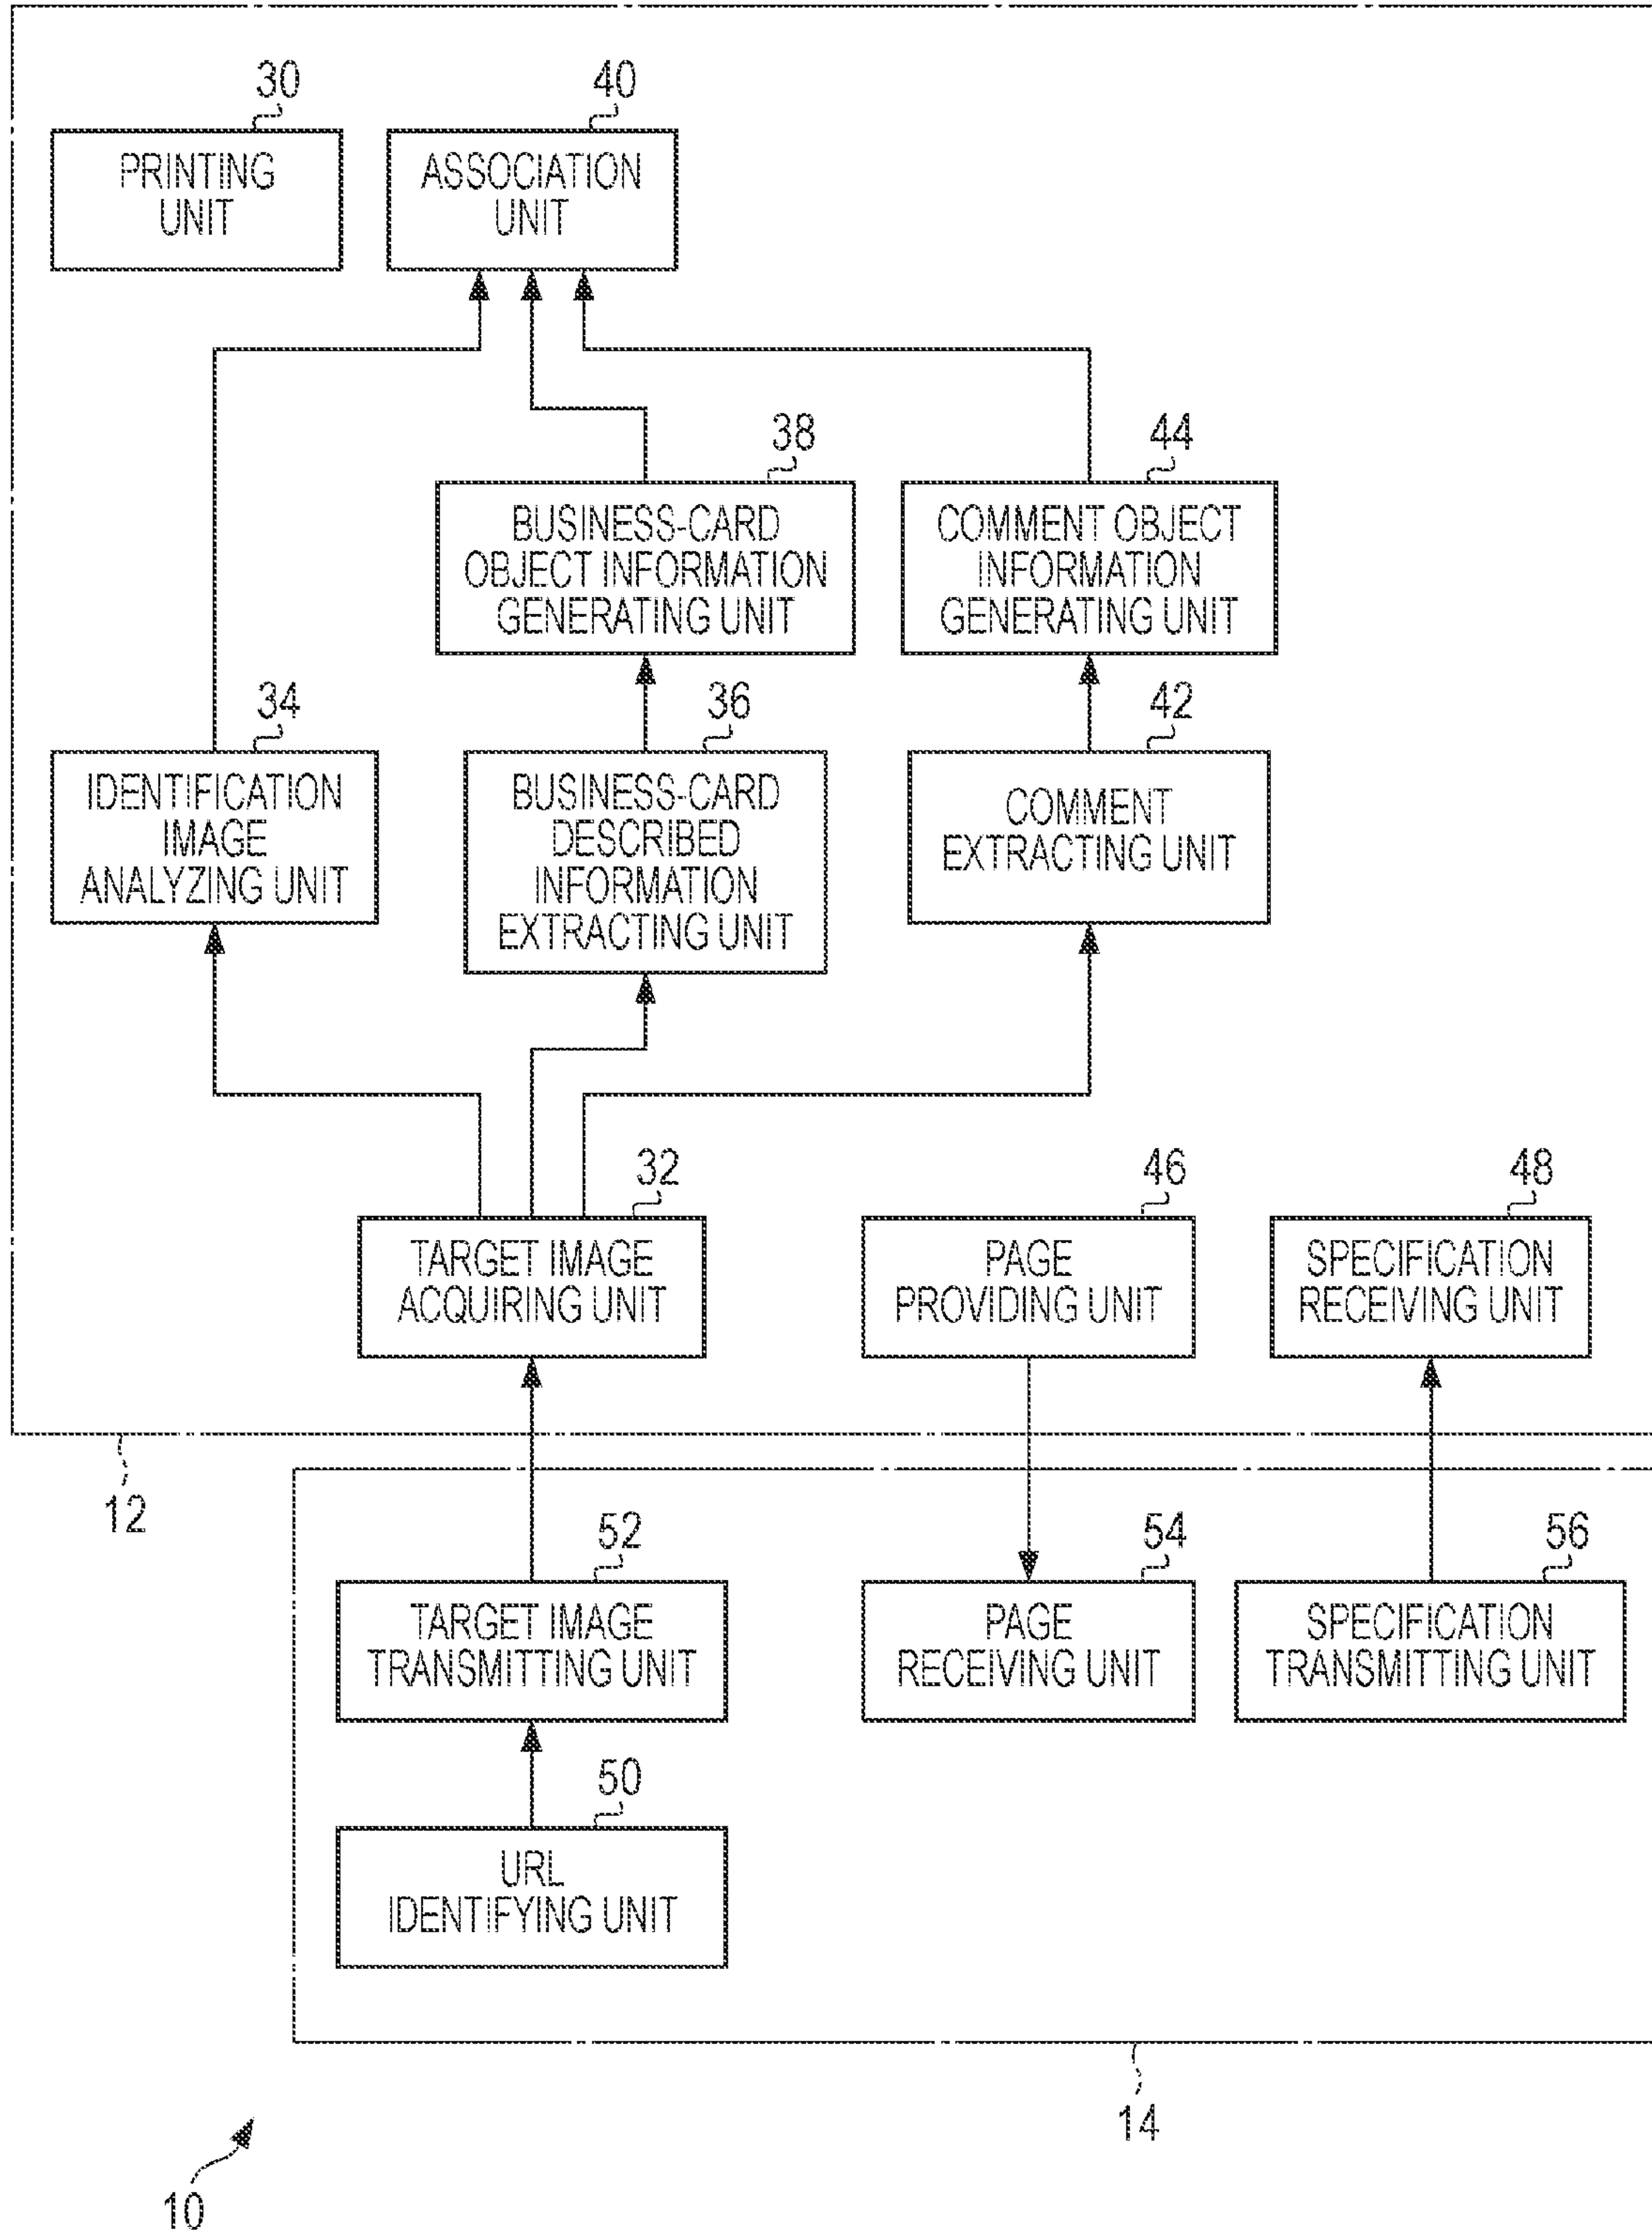 30
PRINTING
UNIT
40
ASSOCIATION
UNIT
38
BUSINESS-CARD
OBJECT INFORMATION
GENERATING UNIT
44
COMMENT OBJECT
INFORMATION
GENERATING UNIT
34
IDENTIFICATION
IMAGE
ANALYZING UNIT
36
BUSINESS-CARD
DESCRIBED
INFORMATION
EXTRACTING UNIT
42
COMMENT
EXTRACTING UNIT
32
TARGET IMAGE
ACQUIRING UNIT
46
PAGE
PROVIDING UNIT
48
SPECIFICATION
RECEIVING UNIT
12
52
TARGET IMAGE
TRANSMITTING UNIT
54
PAGE
RECEIVING UNIT
56
SPECIFICATION
TRANSMITTING UNIT
50
URL
IDENTIFYING UNIT
14
10